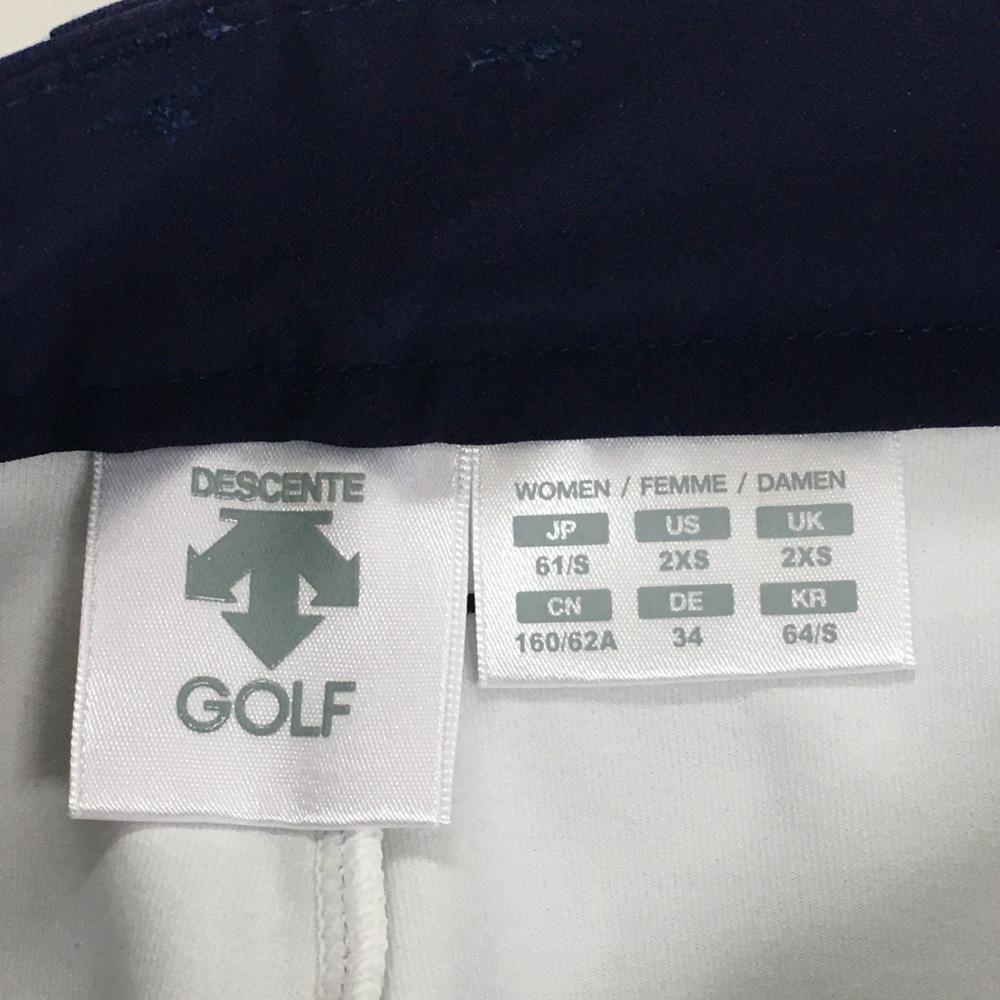 DESCENTE
GOLF
WOMEN / FEMME / DAMEN
JP US UK
61/S 2XS 2XS
CN DE KR
160/62A 34 64/S